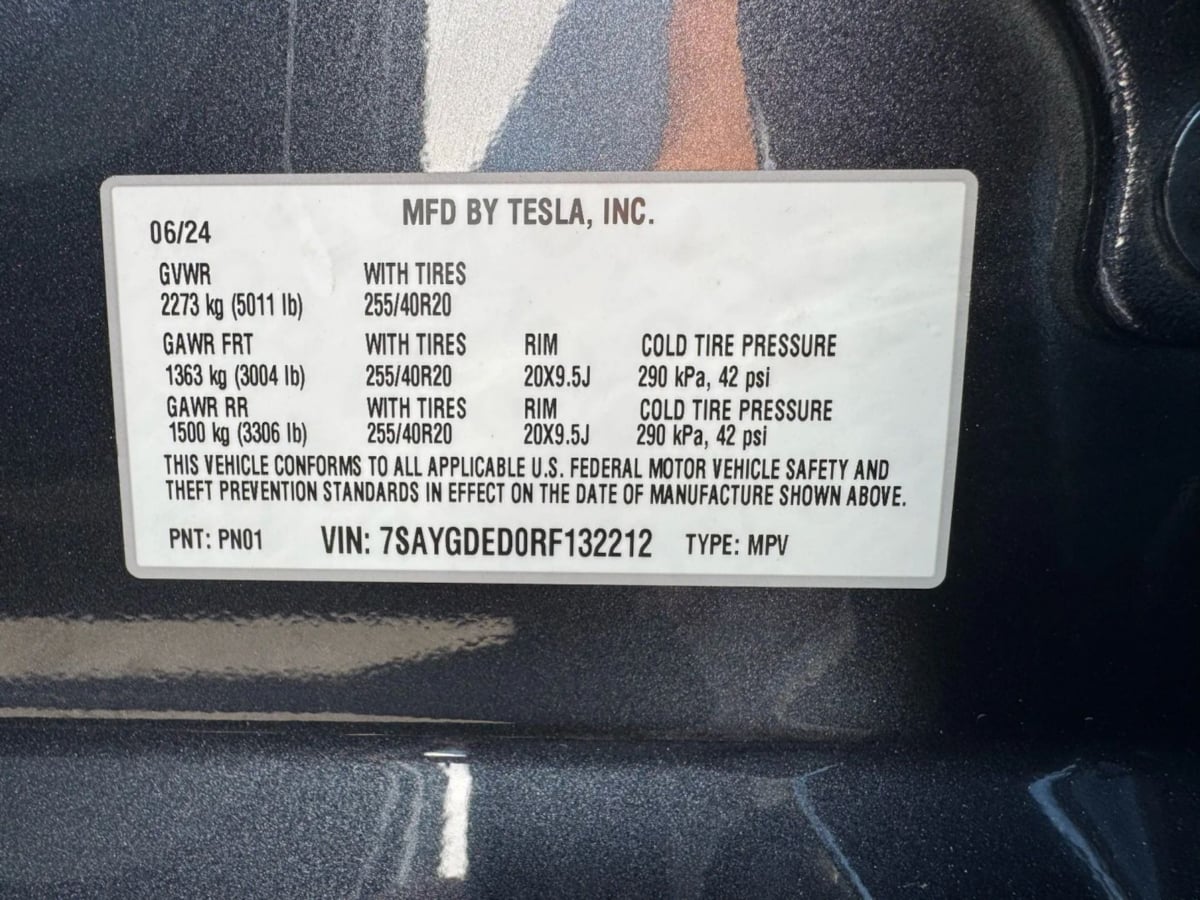 MFD BY TESLA, INC.
06/24
GVWR WITH TIRES
2273 kg (5011 lb) 255/40R20
GAWR FRT WITH TIRES RIM COLD TIRE PRESSURE
1363 kg (3004 lb) 255/40R20 20X9.5J 290 kPa, 42 psi
GAWR RR WITH TIRES RIM COLD TIRE PRESSURE
1500 kg (3306 lb) 255/40R20 20X9.5J 290 kPa, 42 psi
THIS VEHICLE CONFORMS TO ALL APPLICABLE U.S. FEDERAL MOTOR VEHICLE SAFETY AND
THEFT PREVENTION STANDARDS IN EFFECT ON THE DATE OF MANUFACTURE SHOWN ABOVE.
PNT: PN01 VIN: 7SAYGDED0RF132212 TYPE: MPV